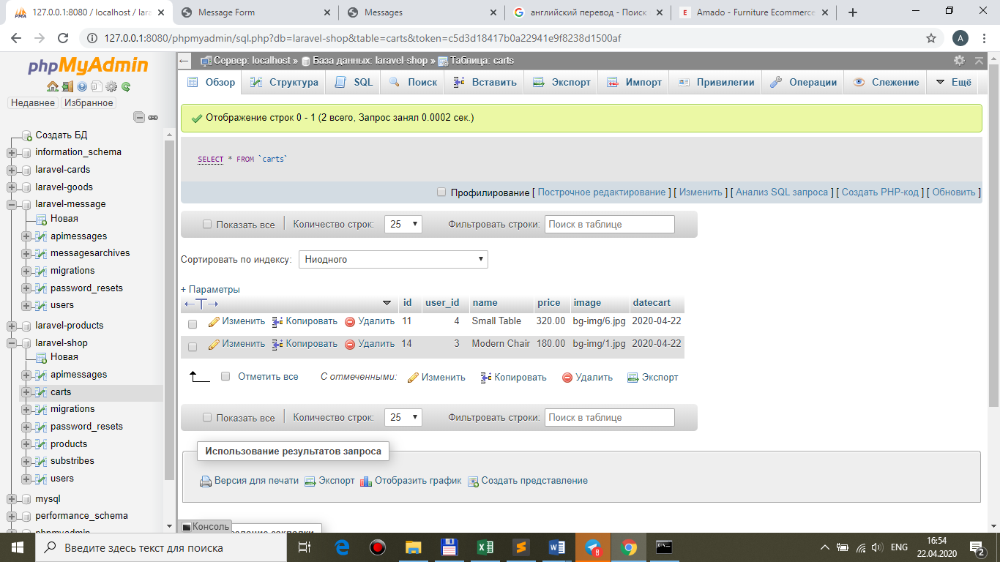 127.0.0.1:8080 / localhost / lara
Message Form
Messages
английский перевод - Поиск
Amado - Furniture Ecommerce
127.0.0.1:8080/phpmyadmin/sql.php?db=laravel-shop&table=carts&token=c5d3d18417b0a22941e9f8238d1500af
A
phpMyAdmin
Недавнее Избранное
Создать БД
information_schema
laravel-cards
laravel-goods
laravel-message
Новая
apimessages
messagesarchives
migrations
password_resets
users
laravel-products
laravel-shop
Новая
apimessages
carts
migrations
password_resets
products
substribes
users
mysql
performance_schema
phpmyadmin
Сервер: localhost » База данных: laravel-shop » Таблица: carts
Обзор Структура SQL Поиск Вставить Экспорт Импорт Привилегии Операции Слежение Ещё
Отображение строк 0 - 1 (2 всего, Запрос занял 0.0002 сек.)
SELECT * FROM `carts`
Профилирование [ Построчное редактирование ] [ Изменить ] [ Анализ SQL запроса ] [ Создать PHP-код ] [ Обновить ]
Показать все Количество строк: 25 Фильтровать строки: Поиск в таблице
Сортировать по индексу: Ниодного
+ Параметры
id user_id name price image datecart
Изменить Копировать Удалить 11 4 Small Table 320.00 bg-img/6.jpg 2020-04-22
Изменить Копировать Удалить 14 3 Modern Chair 180.00 bg-img/1.jpg 2020-04-22
Отметить все С отмеченными: Изменить Копировать Удалить Экспорт
Показать все Количество строк: 25 Фильтровать строки: Поиск в таблице
Использование результатов запроса
Версия для печати Экспорт Отобразить график Создать представление
Консоль
Введите здесь текст для поиска
8
ENG
16:54
22.04.2020
2